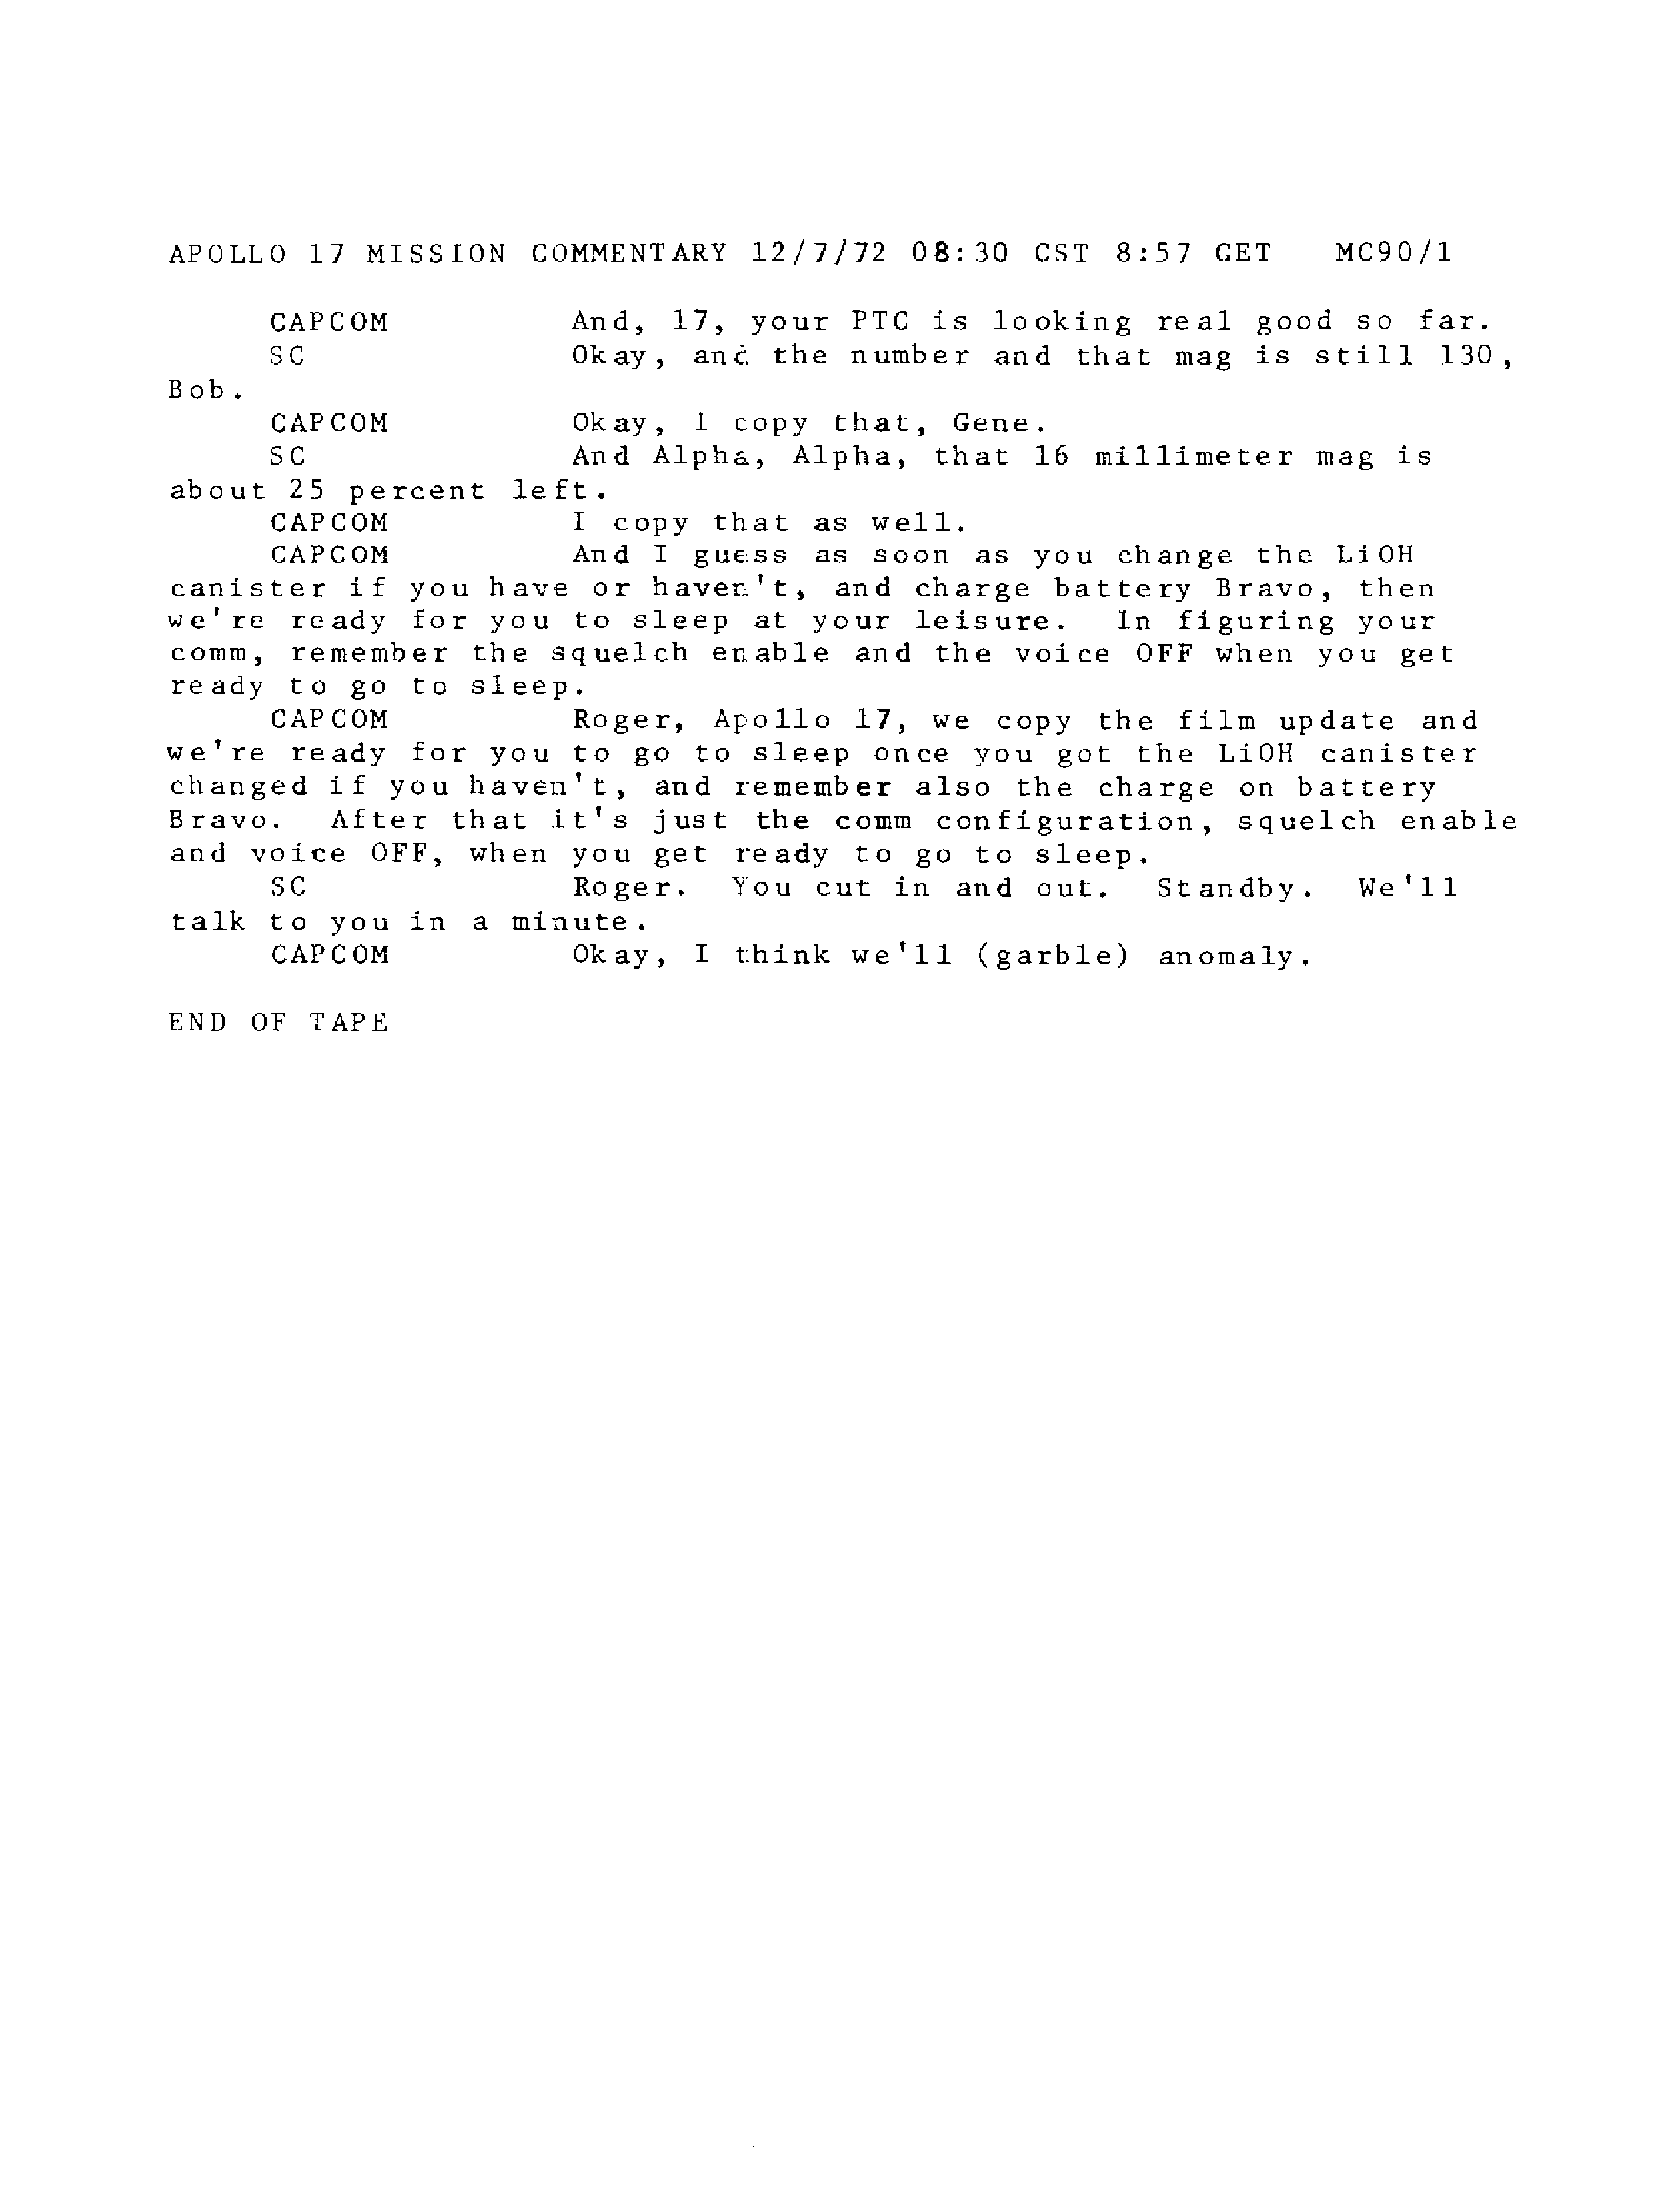 APOLLO 17 MISSION COMMENTARY 12/7/72 08:30 CST 8:57 GET MC90/1
CAPCOM And, 17, your PTC is looking real good so far.
SC Okay, and the number and that mag is still 130,
Bob.
CAPCOM Okay, I copy that, Gene.
SC And Alpha, Alpha, that 16 millimeter mag is
about 25 percent left.
CAPCOM I copy that as well.
CAPCOM And I guess as soon as you change the LiOH
canister if you have or haven't, and charge battery Bravo, then
we're ready for you to sleep at your leisure. In figuring your
comm, remember the squelch enable and the voice OFF when you get
ready to go to sleep.
CAPCOM Roger, Apollo 17, we copy the film update and
we're ready for you to go to sleep once you got the LiOH canister
changed if you haven't, and remember also the charge on battery
Bravo. After that it's just the comm configuration, squelch enable
and voice OFF, when you get ready to go to sleep.
SC Roger. You cut in and out. Standby. We'll
talk to you in a minute.
CAPCOM Okay, I think we'll (garble) anomaly.
END OF TAPE